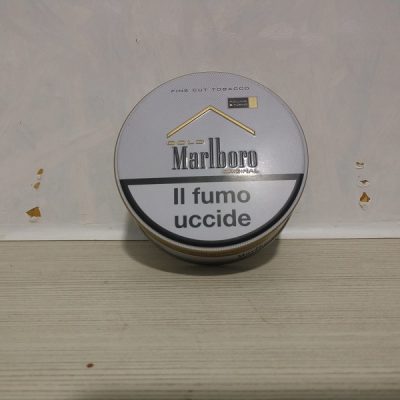 FINE CUT TOBACCO
GOLD
Marlboro
ORIGINAL
Il fumo
uccide